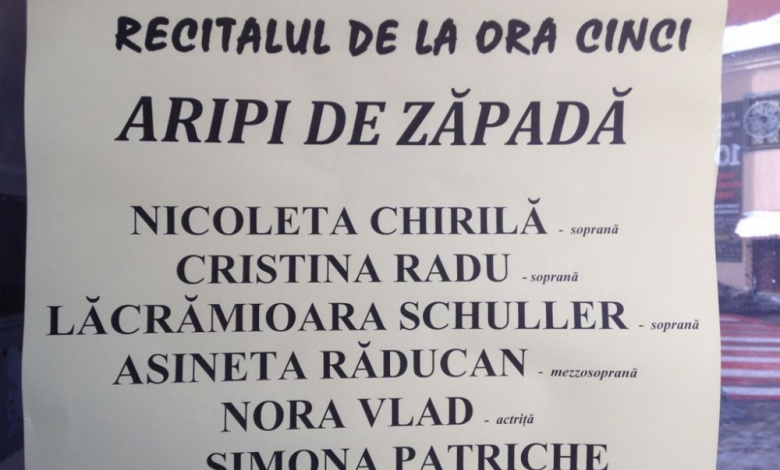 RECITALUL DE LA ORA CINCI
ARIPI DE ZĂPADĂ
NICOLETA CHIRILĂ - soprană
CRISTINA RADU - soprană
LĂCRĂMIOARA SCHULLER - soprană
ASINETA RĂDUCAN - mezzosoprană
NORA VLAD - actriță
SIMONA PATRICHE
10